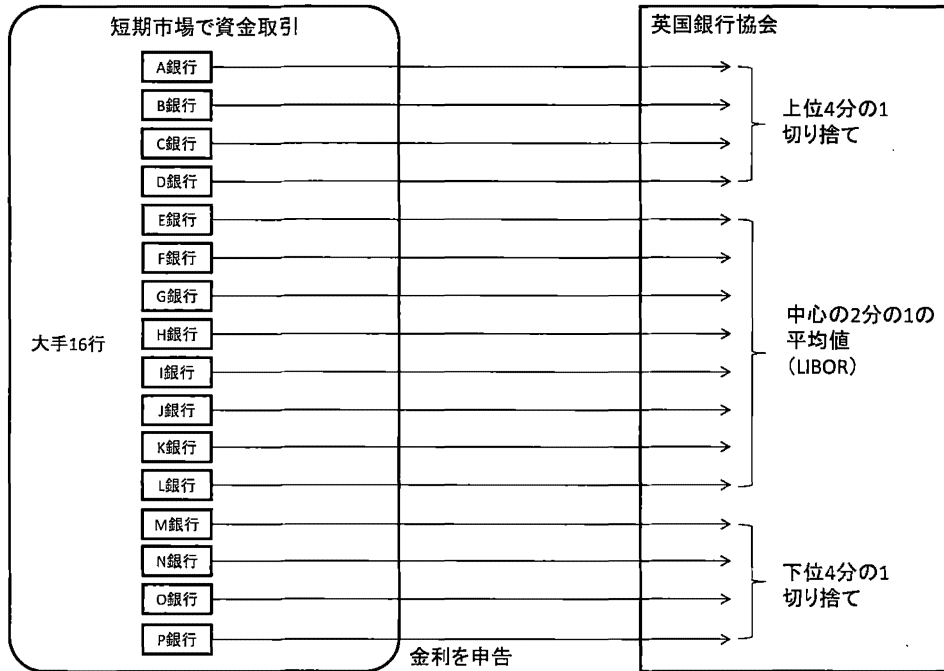 短期市場で資金取引
英国銀行協会
A銀行
B銀行
C銀行
D銀行
上位4分の1
切り捨て
E銀行
F銀行
G銀行
H銀行
I銀行
J銀行
K銀行
L銀行
大手16行
中心の2分の1の
平均値
(LIBOR)
M銀行
N銀行
O銀行
P銀行
下位4分の1
切り捨て
金利を申告